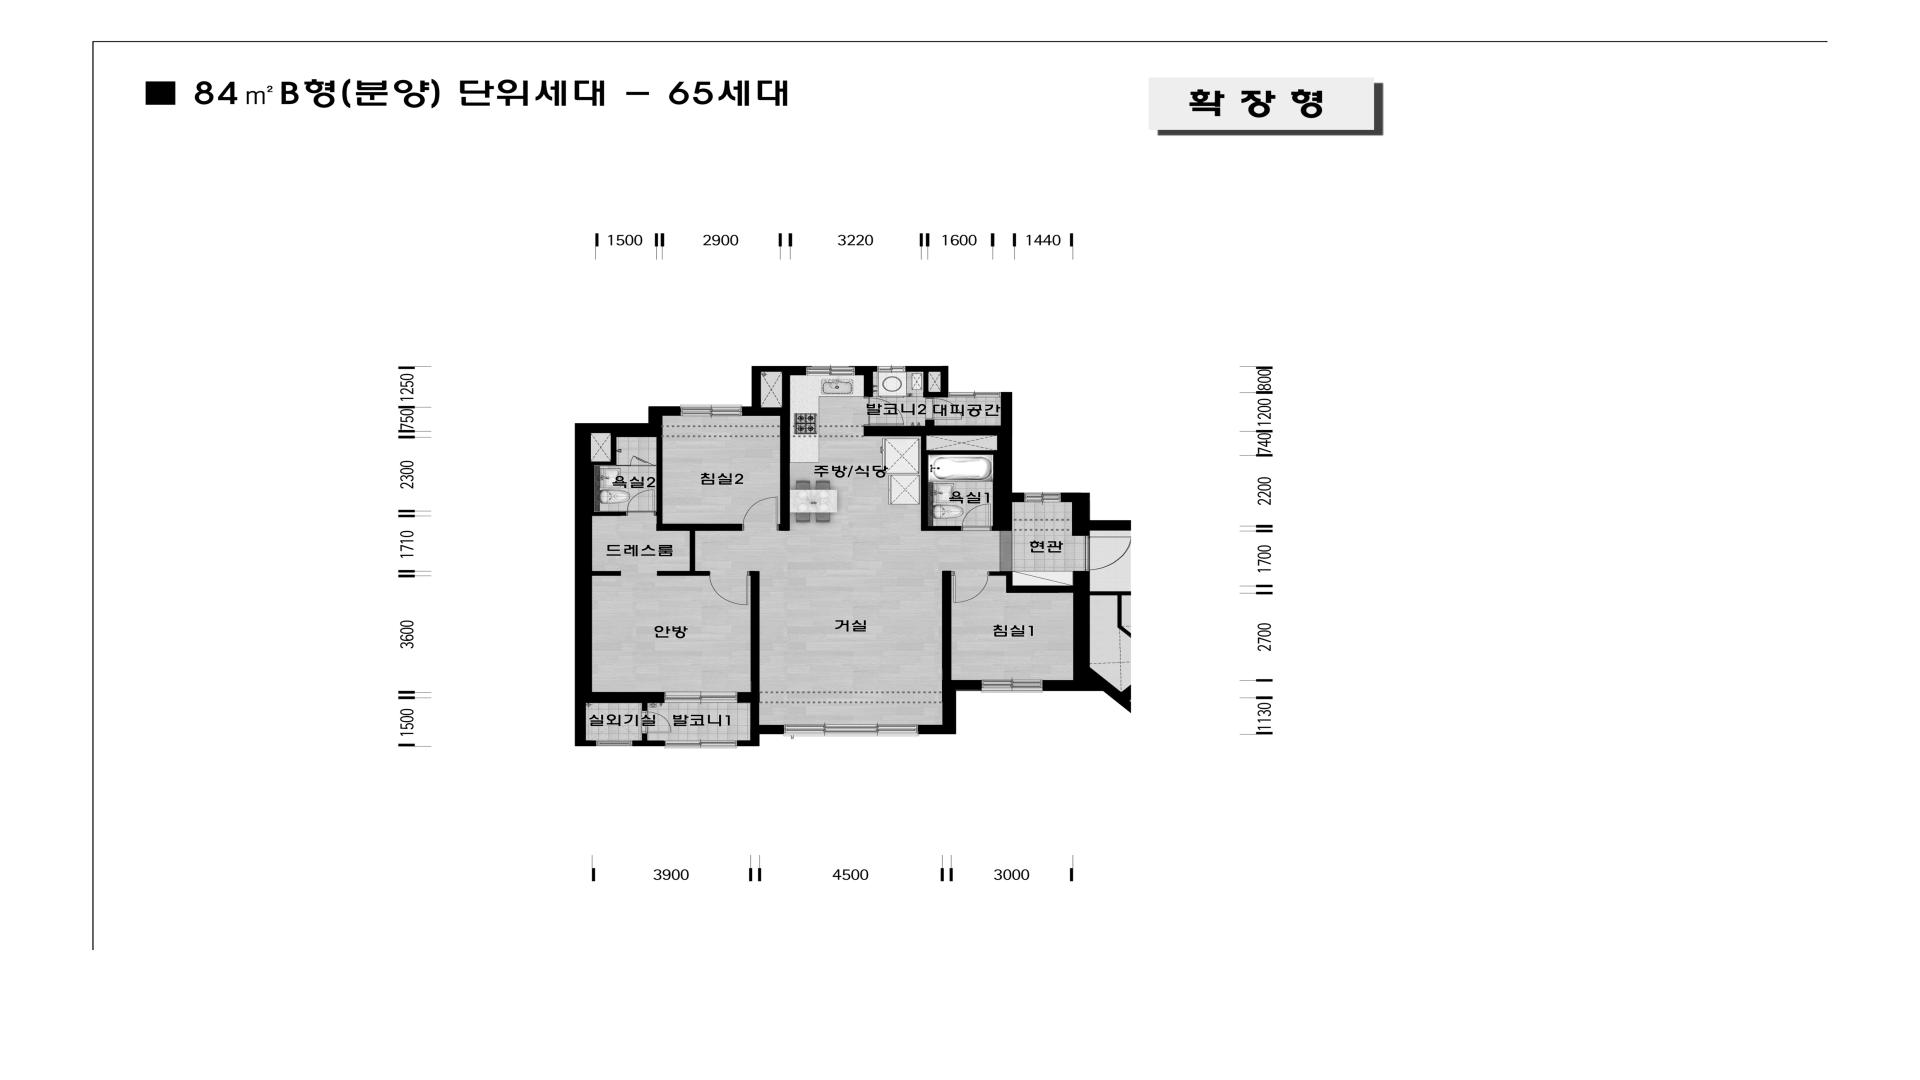 ■ 84㎡ B형(분양) 단위세대 - 65세대
확 장 형
1500 2900 3220 1600 1440
1250
750
2300
1710
3600
1500
800
1200
740
2200
1700
2700
1130
발코니2 대피공간
주방/식당
침실2
욕실2
욕실1
드레스룸
현관
거실
안방
침실1
실외기실 발코니1
3900 4500 3000